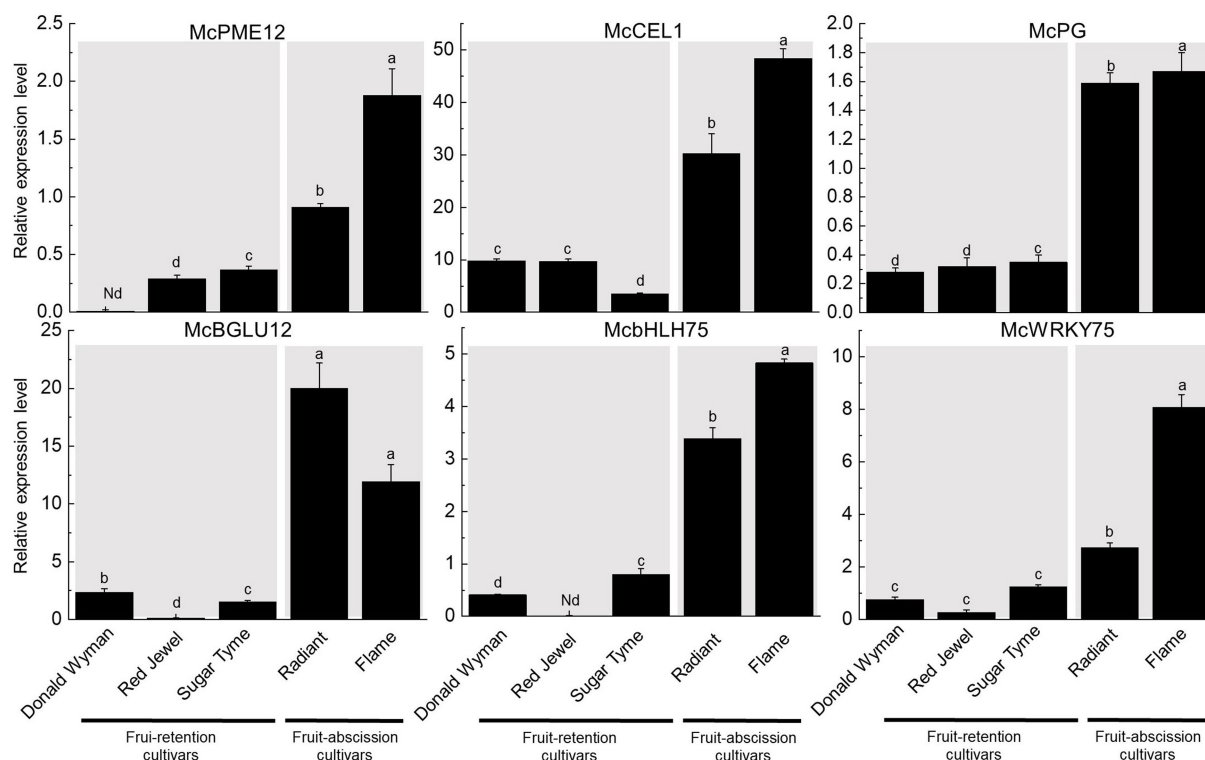 McPME12
Relative expression level
2.5
2.0
1.5
1.0
0.5
0.0
Nd
d
c
b
a
McCEL1
50
40
30
20
10
0
c
c
d
b
a
McPG
2.0
1.8
1.6
1.4
1.2
1.0
0.8
0.6
0.4
0.2
0.0
d
d
c
b
a
McBGLU12
Relative expression level
25
20
15
10
5
0
b
d
c
a
a
McbHLH75
5
4
3
2
1
0
d
Nd
c
b
a
McWRKY75
10
8
6
4
2
0
c
c
c
b
a
Donald Wyman
Red Jewel
Sugar Tyme
Radiant
Flame
Donald Wyman
Red Jewel
Sugar Tyme
Radiant
Flame
Donald Wyman
Red Jewel
Sugar Tyme
Radiant
Flame
Frui-retention
cultivars
Fruit-abscission
cultivars
Fruit-retention
cultivars
Fruit-abscission
cultivars
Fruit-retention
cultivars
Fruit-abscission
cultivars